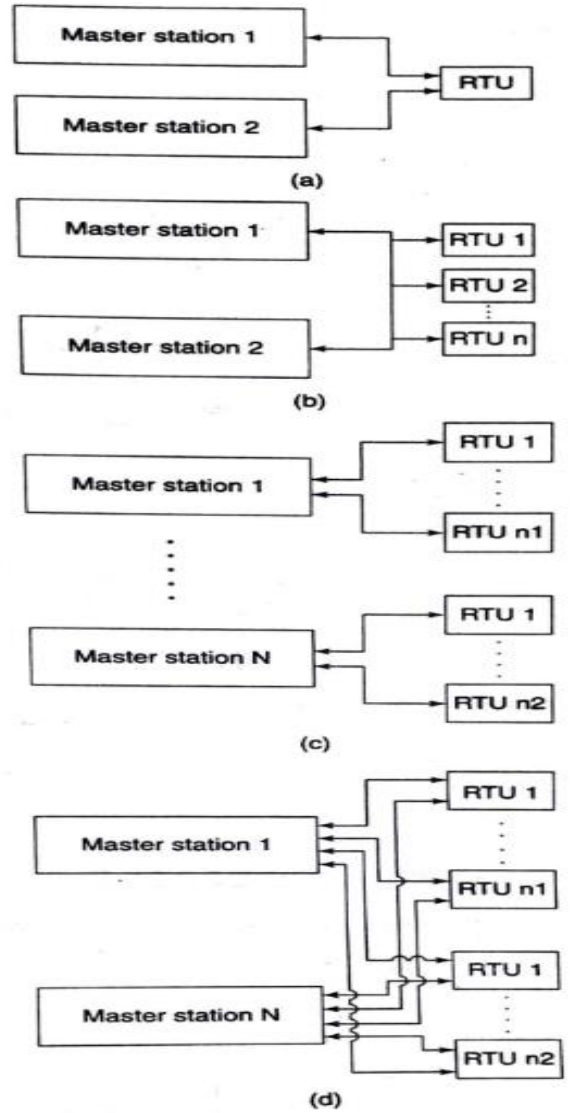 Master station 1
RTU
Master station 2
(a)
Master station 1
RTU 1
RTU 2
Master station 2
RTU n
(b)
RTU 1
Master station 1
RTU n1
RTU 1
Master station N
RTU n2
(c)
RTU 1
Master station 1
RTU n1
RTU 1
Master station N
RTU n2
(d)